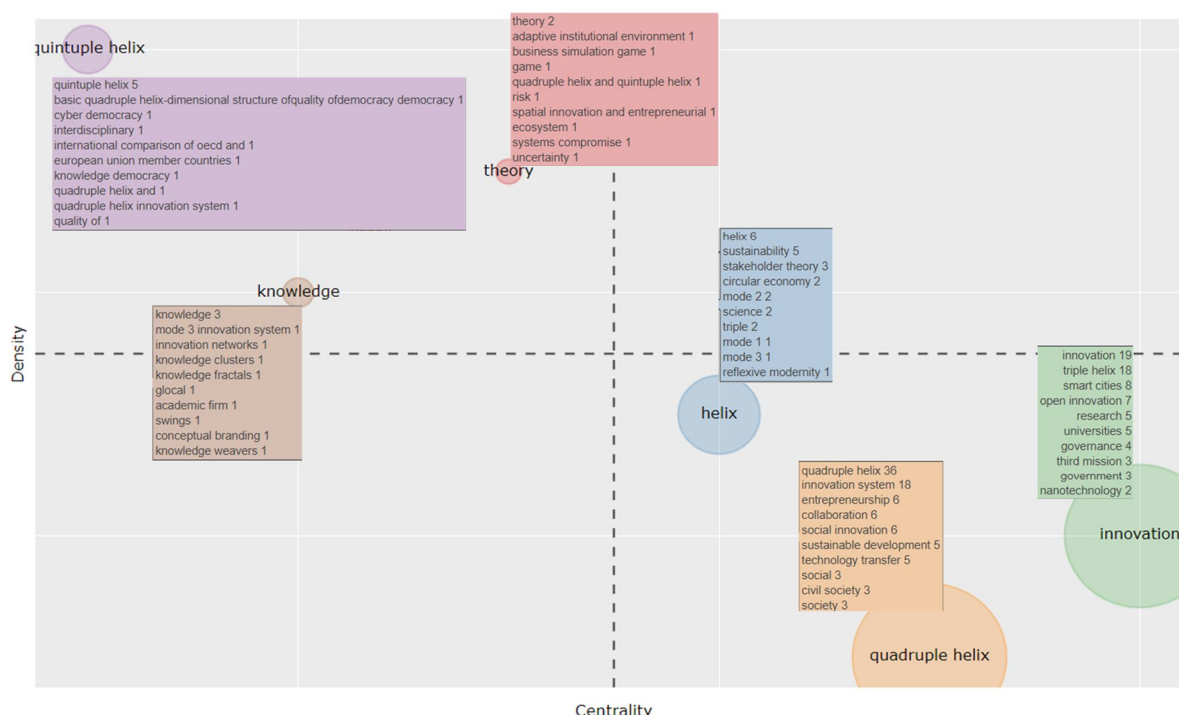 quintuple helix
quintuple helix 5
basic quadruple helix-dimensional structure ofquality ofdemocracy democracy 1
cyber democracy 1
interdisciplinary 1
international comparison of oecd and 1
european union member countries 1
knowledge democracy 1
quadruple helix and 1
quadruple helix innovation system 1
quality of 1
theory 2
adaptive institutional environment 1
business simulation game 1
game 1
quadruple helix and quintuple helix 1
risk 1
spatial innovation and entrepreneurial 1
ecosystem 1
systems compromise 1
uncertainty 1
theory
knowledge
knowledge 3
mode 3 innovation system 1
innovation networks 1
knowledge clusters 1
knowledge fractals 1
glocal 1
academic firm 1
swings 1
conceptual branding 1
knowledge weavers 1
helix 6
sustainability 5
stakeholder theory 3
circular economy 2
mode 2 2
science 2
triple 2
mode 1 1
mode 3 1
reflexive modernity 1
helix
innovation 19
triple helix 18
smart cities 8
open innovation 7
research 5
universities 5
governance 4
third mission 3
government 3
nanotechnology 2
innovation
quadruple helix 36
innovation system 18
entrepreneurship 6
collaboration 6
social innovation 6
sustainable development 5
technology transfer 5
social 3
civil society 3
society 3
quadruple helix
Density
Centrality